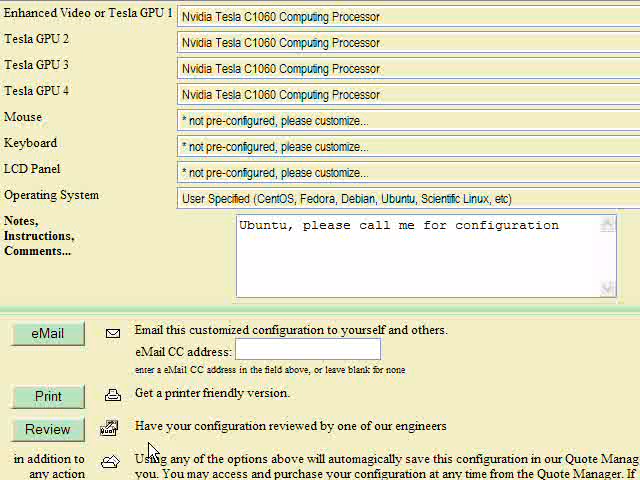 Enhanced Video or Tesla GPU 1 Nvidia Tesla C1060 Computing Processor
Tesla GPU 2 Nvidia Tesla C1060 Computing Processor
Tesla GPU 3 Nvidia Tesla C1060 Computing Processor
Tesla GPU 4 Nvidia Tesla C1060 Computing Processor
Mouse * not pre-configured, please customize...
Keyboard * not pre-configured, please customize...
LCD Panel * not pre-configured, please customize...
Operating System User Specified (CentOS, Fedora, Debian, Ubuntu, Scientific Linux, etc)
Notes,
Instructions,
Comments...
Ubuntu, please call me for configuration
eMail Email this customized configuration to yourself and others.
eMail CC address:
enter a eMail CC address in the field above, or leave blank for none
Print Get a printer friendly version.
Review Have your configuration reviewed by one of our engineers
in addition to Using any of the options above will automatically save this configuration in our Quote Manag
any action you. You may access and purchase your configuration at any time from the Quote Manager. If